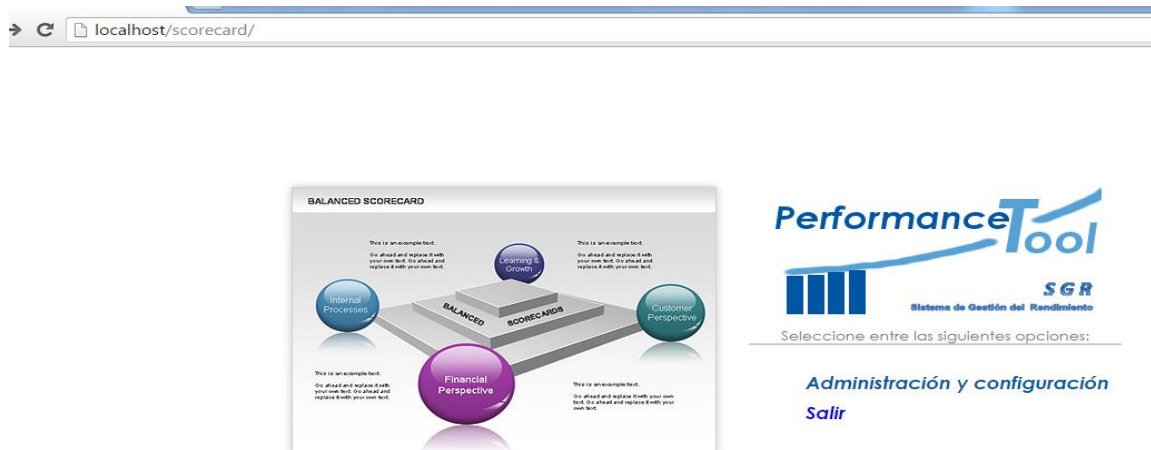 localhost/scorecard/
BALANCED SCORECARD
This is an example text.
Go ahead and replace it with
your own text. Go ahead and
replace it with your own text.
This is an example text.
Go ahead and replace it with
your own text. Go ahead and
replace it with your own text.
Learning &
Growth
Internal
Processes
BALANCED
SCORECARDS
Customer
Perspective
Financial
Perspective
This is an example text.
Go ahead and replace it with
your own text. Go ahead and
replace it with your own text.
This is an example text.
Go ahead and replace it with your own
text. Go ahead and replace it with your
own text.
Performance Tool
SGR
Sistema de Gestión del Rendimiento
Seleccione entre las siguientes opciones:
Administración y configuración
Salir